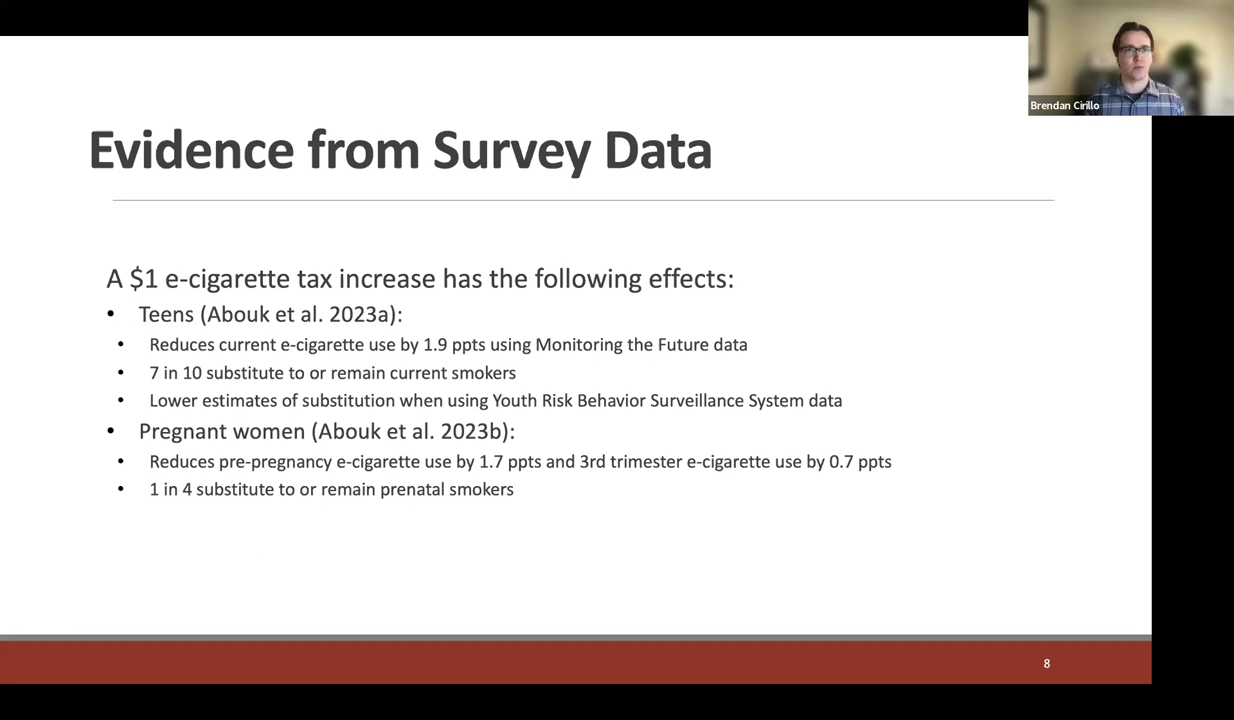 Brendan Cirillo
Evidence from Survey Data
A $1 e-cigarette tax increase has the following effects:
• Teens (Abouk et al. 2023a):
• Reduces current e-cigarette use by 1.9 ppts using Monitoring the Future data
• 7 in 10 substitute to or remain current smokers
• Lower estimates of substitution when using Youth Risk Behavior Surveillance System data
• Pregnant women (Abouk et al. 2023b):
• Reduces pre-pregnancy e-cigarette use by 1.7 ppts and 3rd trimester e-cigarette use by 0.7 ppts
• 1 in 4 substitute to or remain prenatal smokers
8